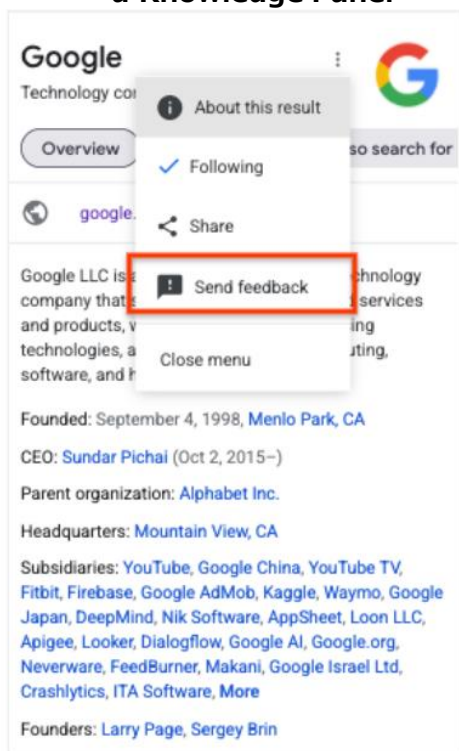 a Knowledge Panel
Google
Technology co
About this result
Overview
so search for
Following
google.
Share
Google LLC is
chnology
Send feedback
company that
services
and products,
ing
technologies, a
uting,
Close menu
software, and h
Founded: September 4, 1998, Menlo Park, CA
CEO: Sundar Pichai (Oct 2, 2015–)
Parent organization: Alphabet Inc.
Headquarters: Mountain View, CA
Subsidiaries: YouTube, Google China, YouTube TV,
Fitbit, Firebase, Google AdMob, Kaggle, Waymo, Google
Japan, DeepMind, Nik Software, AppSheet, Loon LLC,
Apigee, Looker, Dialogflow, Google AI, Google.org,
Neverware, FeedBurner, Makani, Google Israel Ltd,
Crashlytics, ITA Software, More
Founders: Larry Page, Sergey Brin